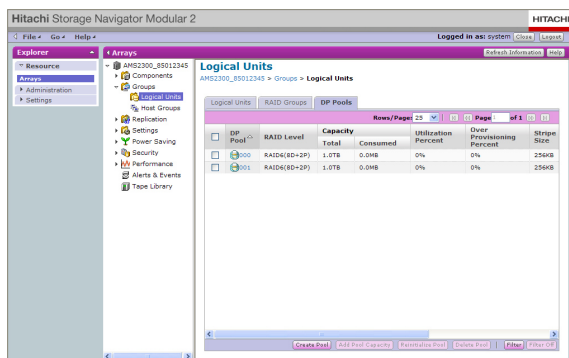 Hitachi Storage Navigator Modular 2
HITACHI
File Go Help
Logged in as: system Close Logout
Explorer
Resource
Arrays
Administration
Settings
Arrays
Refresh Information Help
AMS2300_85012345
Components
Groups
Logical Units
Host Groups
Replication
Settings
Power Saving
Security
Performance
Alerts & Events
Tape Library
Logical Units
AMS2300_85012345 > Groups > Logical Units
Logical Units RAID Groups DP Pools
Rows/Page: 25 Page 1 of 1
DP Pool RAID Level Capacity Total Consumed Utilization Percent Over Provisioning Percent Stripe Size
000 RAID6(8D+2P) 1.0TB 0.0MB 0% 0% 256KB
001 RAID6(8D+2P) 1.0TB 0.0MB 0% 0% 256KB
Create Pool Add Pool Capacity Reinitialize Pool Delete Pool | Filter Filter Off